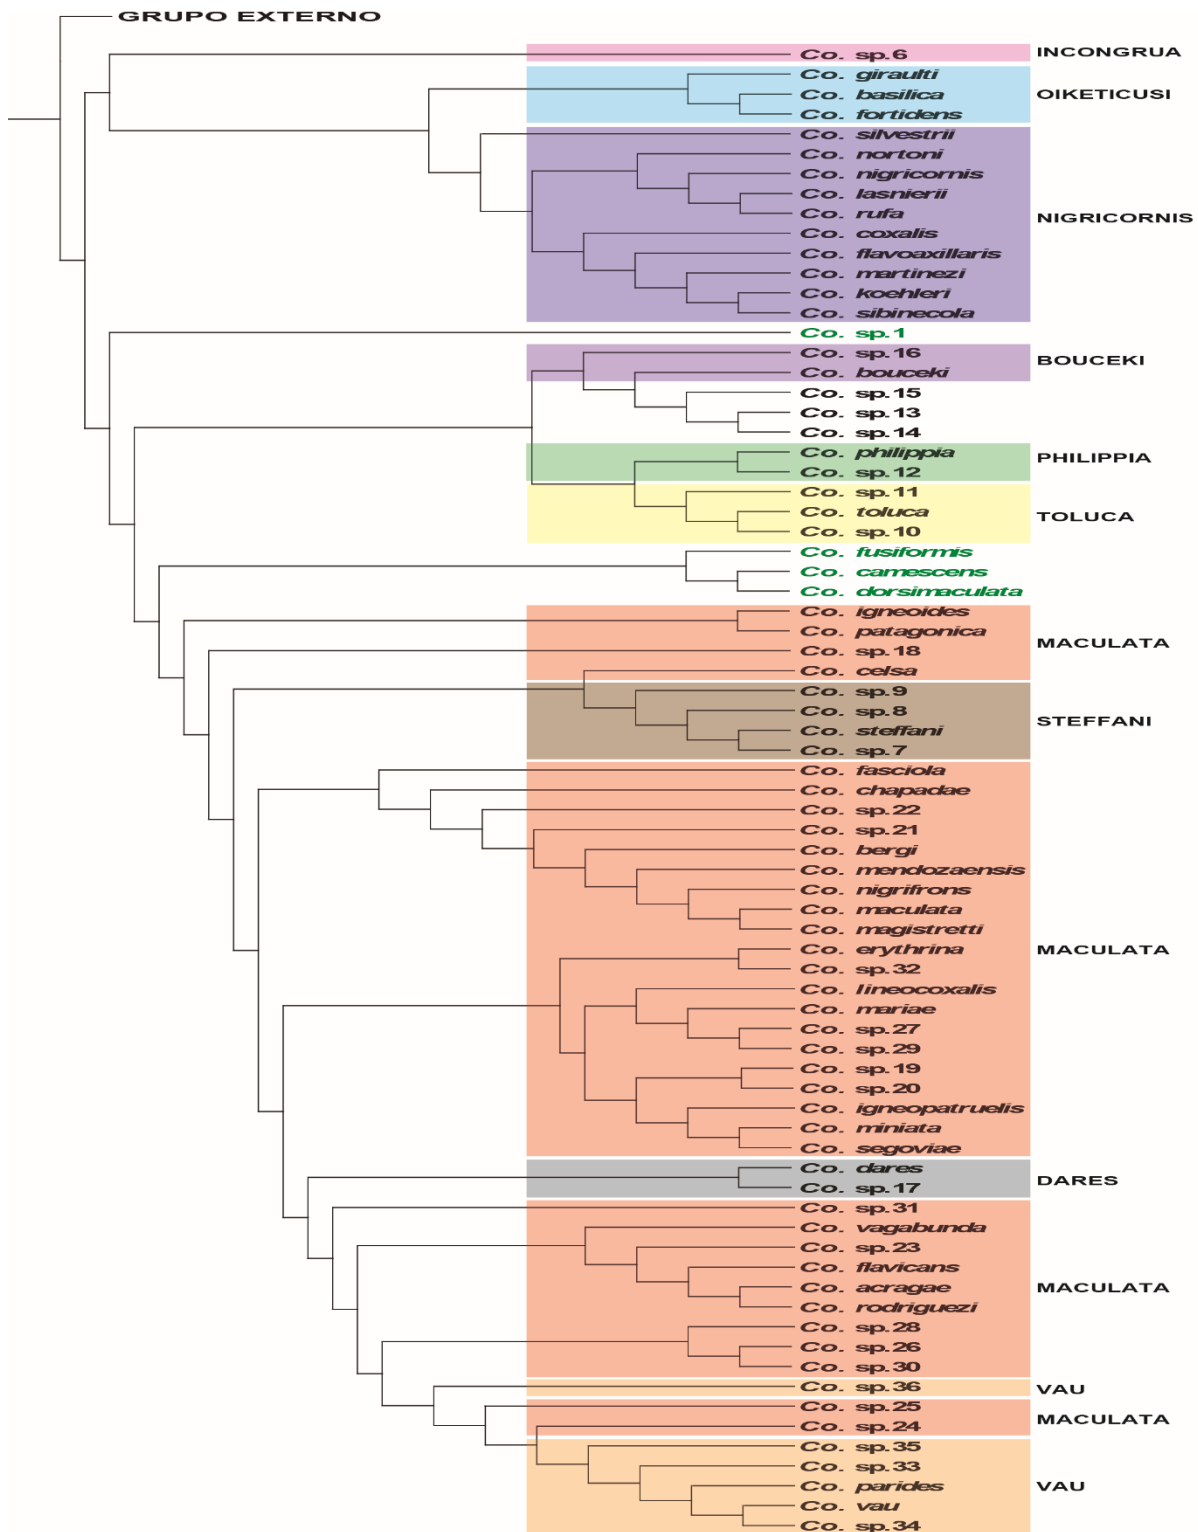 GRUPO EXTERNO
Co. sp.6
INCONGRUA
Co. giraulti
Co. basilica
OIKETICUSI
Co. fortidens
Co. silvestrii
Co. nortoni
Co. nigricornis
Co. lasnierii
Co. rufa
NIGRICORNIS
Co. coxalis
Co. flavoaxillaris
Co. martinezi
Co. koehleri
Co. sibinecola
Co. sp.1
Co. sp.16
BOUCEKI
Co. bouceki
Co. sp.15
Co. sp.13
Co. sp.14
Co. philippia
PHILIPPIA
Co. sp.12
Co. sp.11
Co. toluca
TOLUCA
Co. sp.10
Co. fusiformis
Co. camescens
Co. dorsimaculata
Co. igneoides
Co. patagonica
MACULATA
Co. sp.18
Co. celsa
Co. sp.9
Co. sp.8
STEFFANI
Co. steffani
Co. sp.7
Co. fasciola
Co. chapadae
Co. sp.22
Co. sp.21
Co. bergi
Co. mendozaensis
Co. nigrifrons
Co. maculata
Co. magistretti
Co. erythrina
MACULATA
Co. sp.32
Co. lineocoxalis
Co. mariae
Co. sp.27
Co. sp.29
Co. sp.19
Co. sp.20
Co. igneopatruelis
Co. miniata
Co. segoviae
Co. dares
DARES
Co. sp.17
Co. sp.31
Co. vagabunda
Co. sp.23
Co. flavicans
Co. acragae
MACULATA
Co. rodriguezi
Co. sp.28
Co. sp.26
Co. sp.30
Co. sp.36
VAU
Co. sp.25
MACULATA
Co. sp.24
Co. sp.35
Co. sp.33
Co. parides
VAU
Co. vau
Co. sp.34